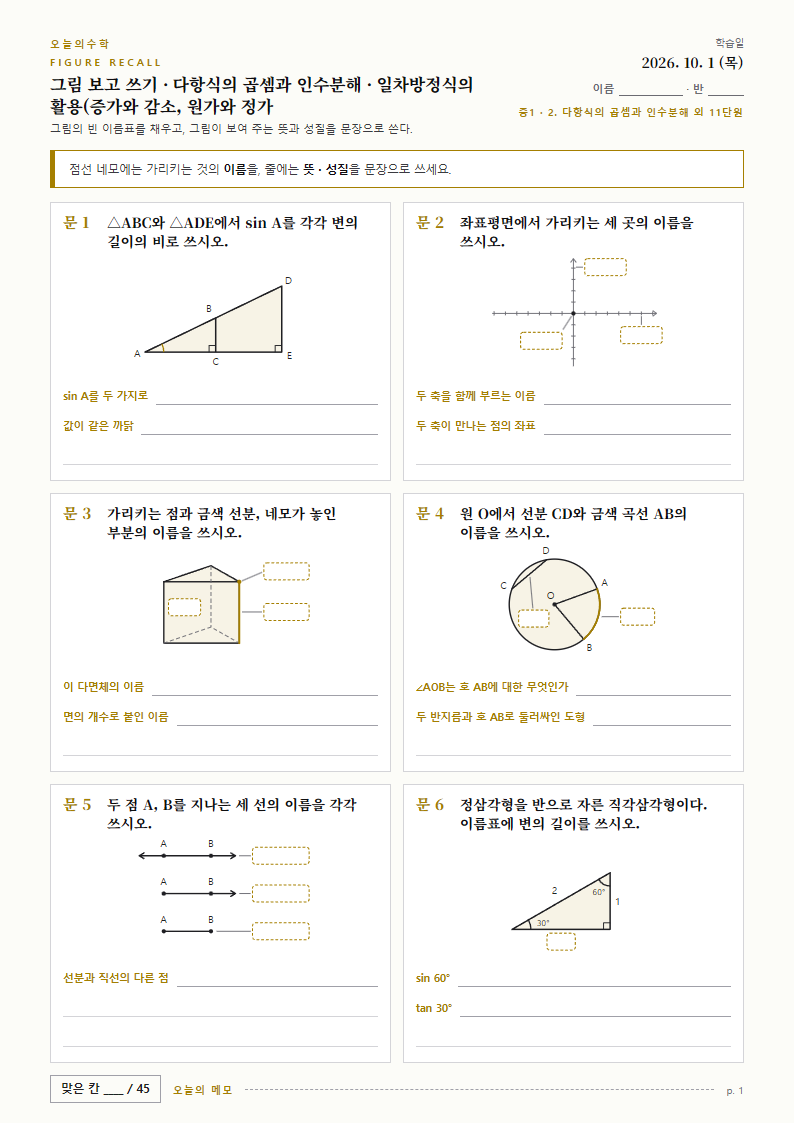 오늘의수학
FIGURE RECALL
그림 보고 쓰기 · 다항식의 곱셈과 인수분해 · 일차방정식의
활용(증가와 감소, 원가와 정가
그림의 빈 이름표를 채우고, 그림이 보여 주는 뜻과 성질을 문장으로 쓴다.
학습일
2026. 10. 1 (목)
이름 ____ · 반 ____
중1 · 2. 다항식의 곱셈과 인수분해 외 11단원
점선 네모에는 가리키는 것의 이름을, 줄에는 뜻 · 성질을 문장으로 쓰세요.
문 1 △ABC와 △ADE에서 sin A를 각각 변의
길이의 비로 쓰시오.
D
B
A
C
E
sin A를 두 가지로
값이 같은 까닭
문 2 좌표평면에서 가리키는 세 곳의 이름을
쓰시오.
두 축을 함께 부르는 이름
두 축이 만나는 점의 좌표
문 3 가리키는 점과 금색 선분, 네모가 놓인
부분의 이름을 쓰시오.
이 다면체의 이름
면의 개수로 붙인 이름
문 4 원 O에서 선분 CD와 금색 곡선 AB의
이름을 쓰시오.
D
C
A
O
B
∠AOB는 호 AB에 대한 무엇인가
두 반지름과 호 AB로 둘러싸인 도형
문 5 두 점 A, B를 지나는 세 선의 이름을 각각
쓰시오.
A B
A B
A B
선분과 직선의 다른 점
문 6 정삼각형을 반으로 자른 직각삼각형이다.
이름표에 변의 길이를 쓰시오.
2
60°
1
30°
sin 60°
tan 30°
맞은 칸 ___ / 45
오늘의 메모
p. 1